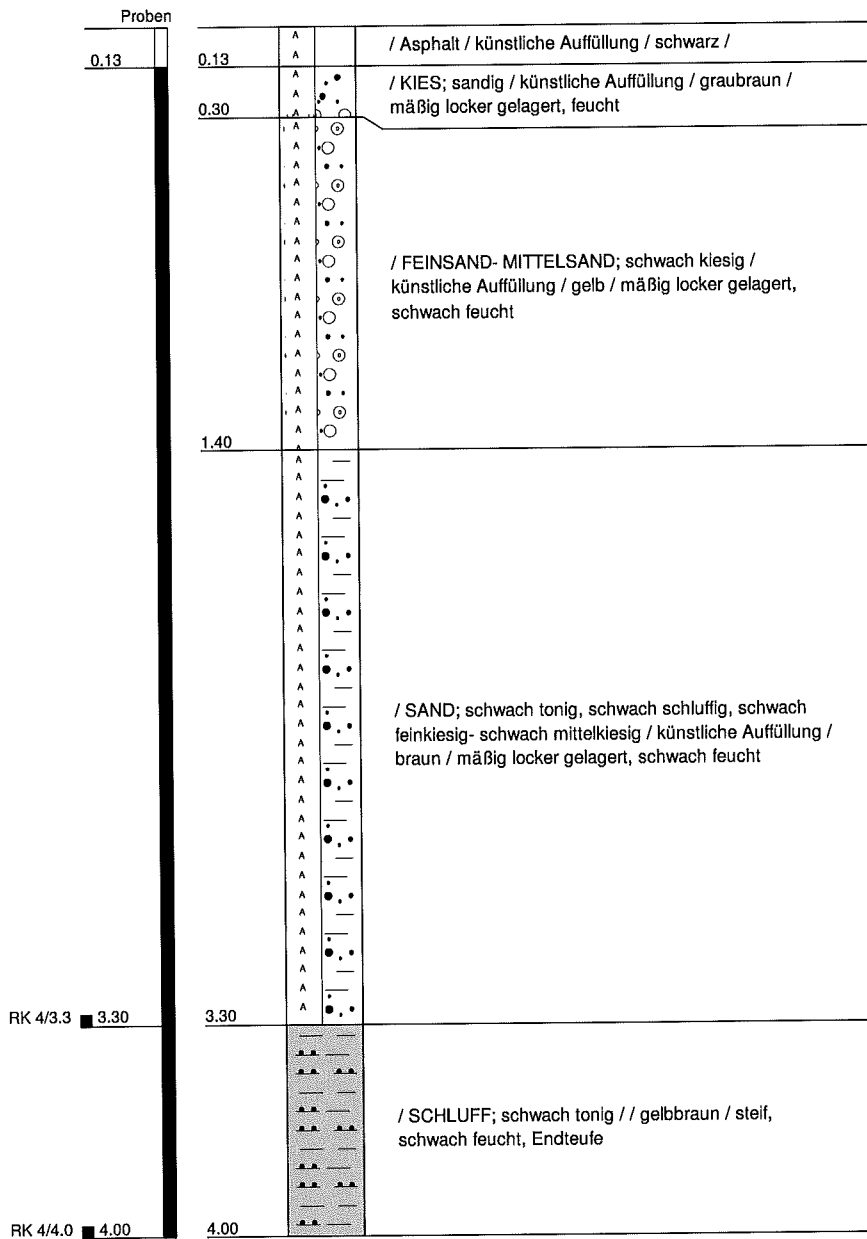 Proben
/ Asphalt / künstliche Auffüllung / schwarz /
0.13 0.13
/ KIES; sandig / künstliche Auffüllung / graubraun /
mäßig locker gelagert, feucht
0.30
/ FEINSAND- MITTELSAND; schwach kiesig /
künstliche Auffüllung / gelb / mäßig locker gelagert,
schwach feucht
1.40
/ SAND; schwach tonig, schwach schluffig, schwach
feinkiesig- schwach mittelkiesig / künstliche Auffüllung /
braun / mäßig locker gelagert, schwach feucht
RK 4/3.3 3.30 3.30
/ SCHLUFF; schwach tonig / / gelbbraun / steif,
schwach feucht, Endteufe
RK 4/4.0 4.00 4.00